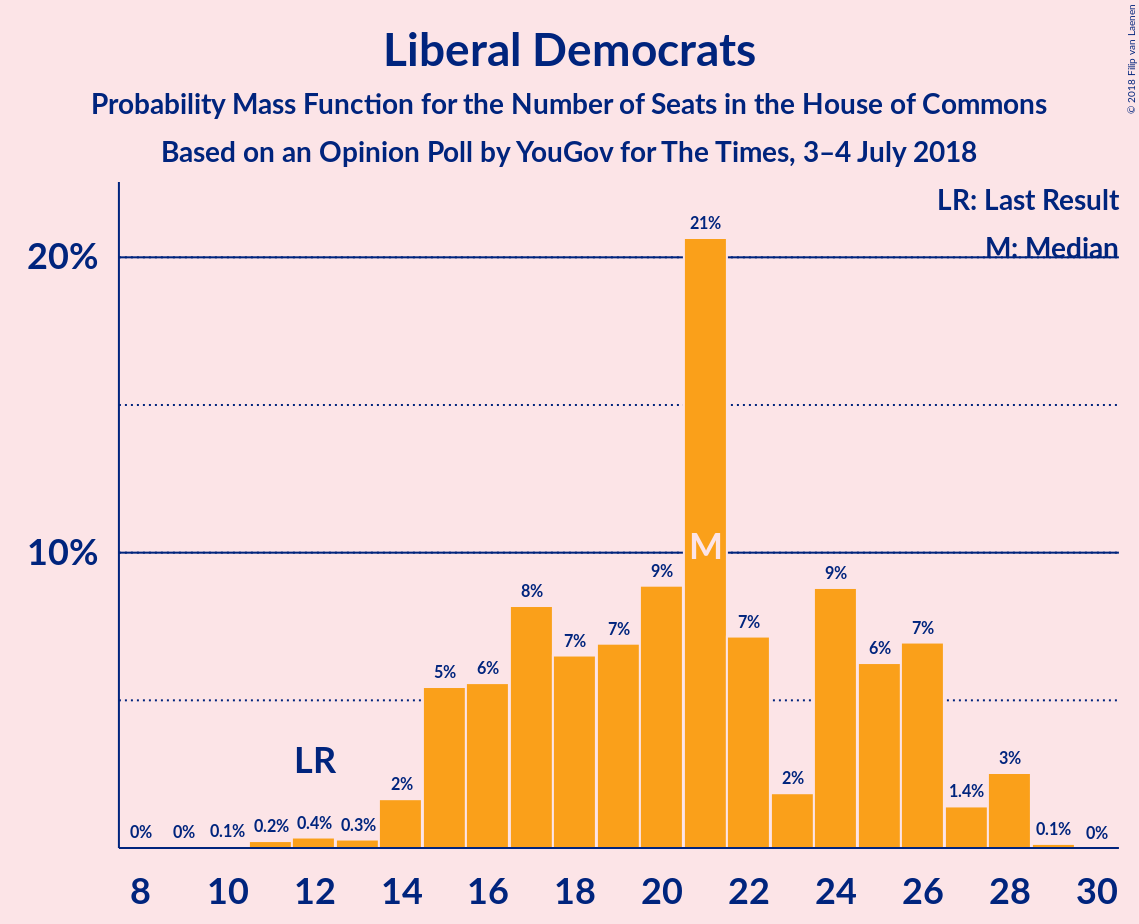 Liberal Democrats
Probability Mass Function for the Number of Seats in the House of Commons
Based on an Opinion Poll by YouGov for The Times, 3–4 July 2018
© 2018 Filip van Laenen
LR: Last Result
M: Median
20%
10%
21%
M
9%
9%
8%
7%
7%
7%
7%
6%
6%
5%
LR
3%
2%
2%
1.4%
0%
0%
0.1%
0.2%
0.4%
0.3%
0.1%
0%
8 10 12 14 16 18 20 22 24 26 28 30